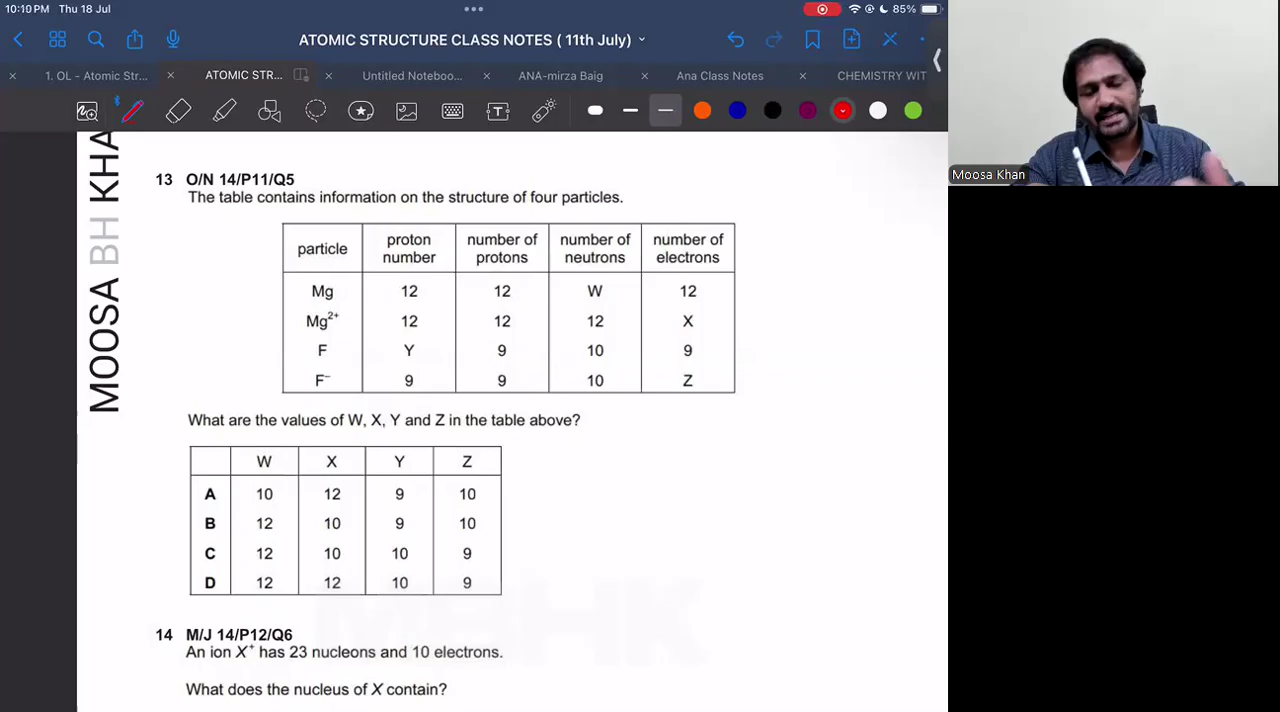 10:19 PM Thu 18 Jul
85%
ATOMIC STRUCTURE CLASS NOTES ( 11th July)
1. OL - Atomic Str...
ATOMIC STR...
Untitled Noteboo...
ANA-mirza Baig
Ana Class Notes
CHEMISTRY WIT
MOOSA BH KHA
Moosa Khan
13 O/N 14/P11/Q5
The table contains information on the structure of four particles.
particle proton number number of protons number of neutrons number of electrons
Mg 12 12 W 12
Mg2+ 12 12 12 X
F Y 9 10 9
F− 9 9 10 Z
What are the values of W, X, Y and Z in the table above?
W X Y Z
A 10 12 9 10
B 12 10 9 10
C 12 10 10 9
D 12 12 10 9
MBHK
14 M/J 14/P12/Q6
An ion X+ has 23 nucleons and 10 electrons.
What does the nucleus of X contain?